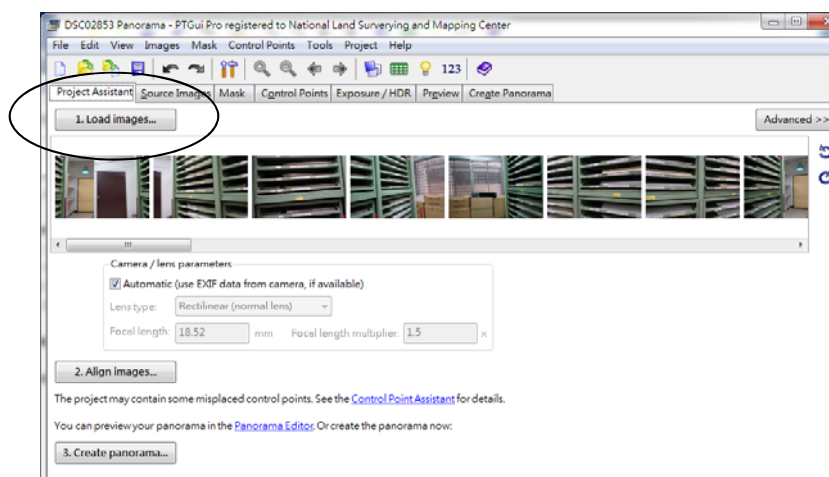 DSC02853 Panorama - PTGui Pro registered to National Land Surverying and Mapping Center
File Edit View Images Mask Control Points Tools Project Help
123
Project Assistant Source Images Mask Control Points Exposure / HDR Preview Create Panorama
1. Load images...
Advanced >>
Camera / lens parameters
Automatic (use EXIF data from camera, if available)
Lens type: Rectilinear (normal lens)
Focal length: 18.52 mm Focal length multiplier: 1.5 x
2. Align images...
The project may contain some misplaced control points. See the Control Point Assistant for details.
You can preview your panorama in the Panorama Editor. Or create the panorama now:
3. Create panorama...